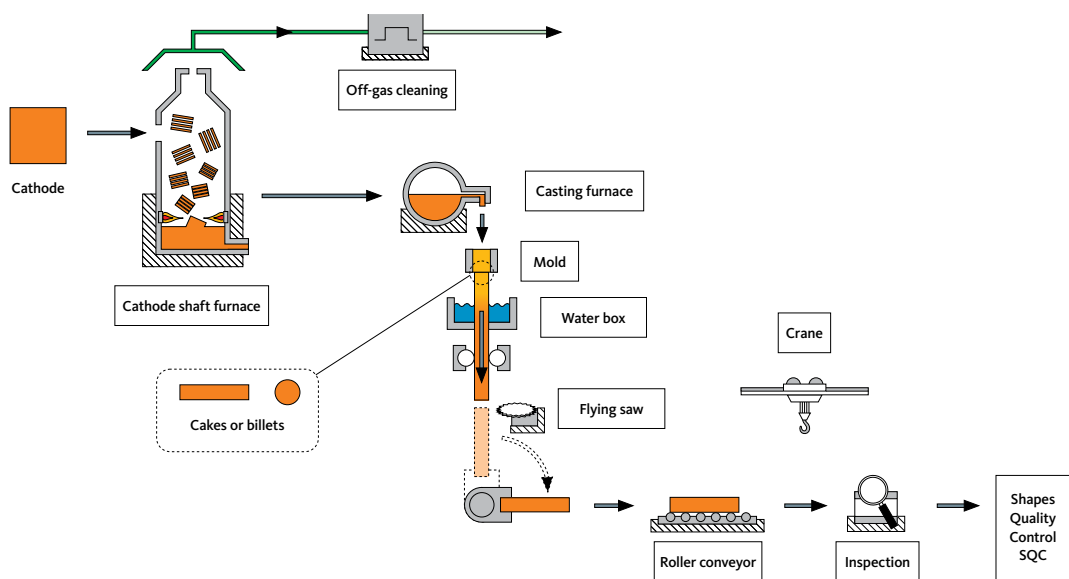 Off-gas cleaning
Cathode
Casting furnace
Mold
Cathode shaft furnace
Water box
Crane
Cakes or billets
Flying saw
Roller conveyor
Inspection
Shapes
Quality
Control
SQC